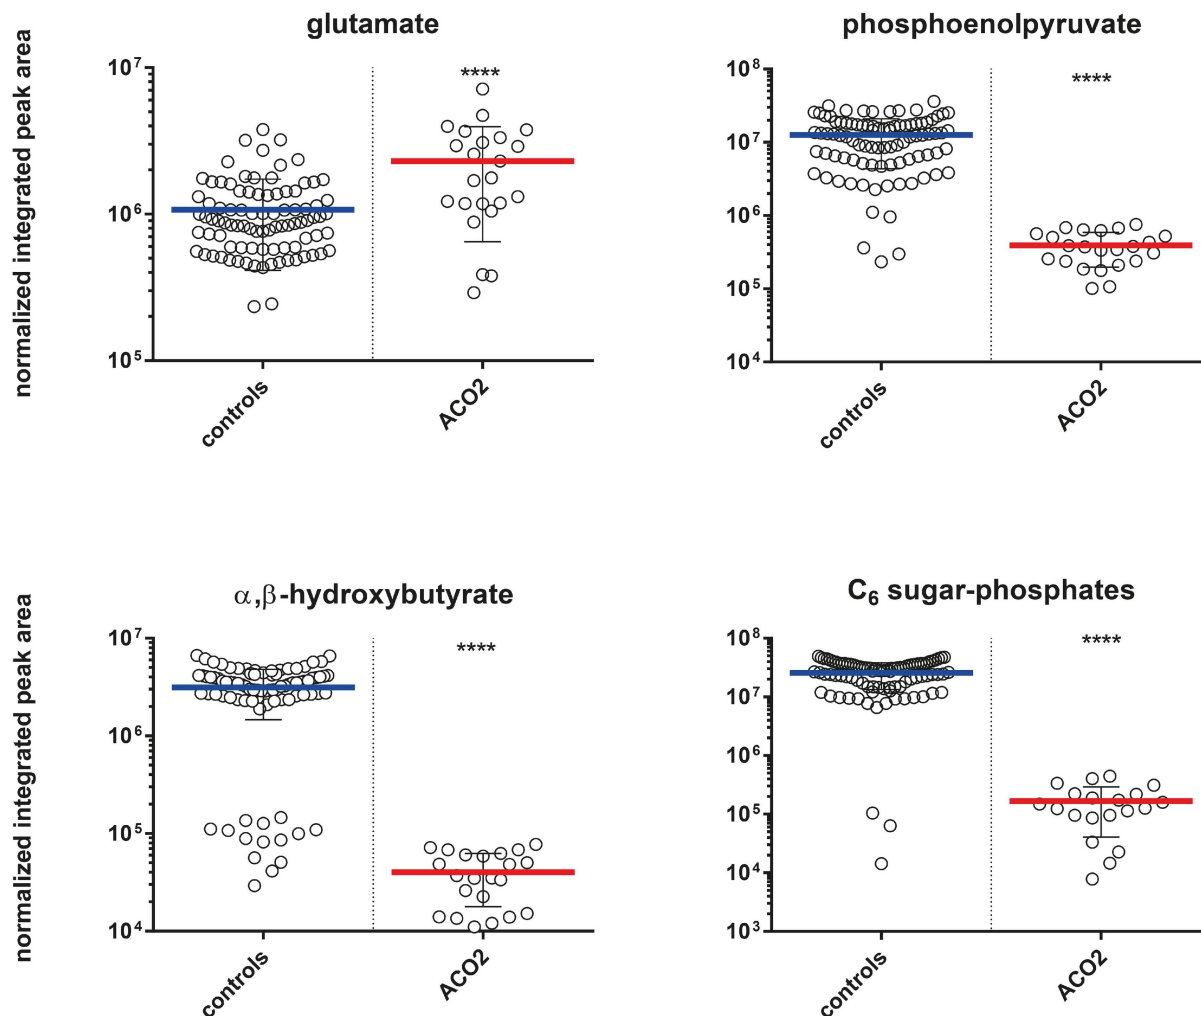 glutamate
normalized integrated peak area
10⁷
10⁶
10⁵
****
controls
ACO2
phosphoenolpyruvate
10⁸
10⁷
10⁶
10⁵
10⁴
****
controls
ACO2
α,β-hydroxybutyrate
normalized integrated peak area
10⁷
10⁶
10⁵
10⁴
****
controls
ACO2
C₆ sugar-phosphates
10⁸
10⁷
10⁶
10⁵
10⁴
10³
****
controls
ACO2